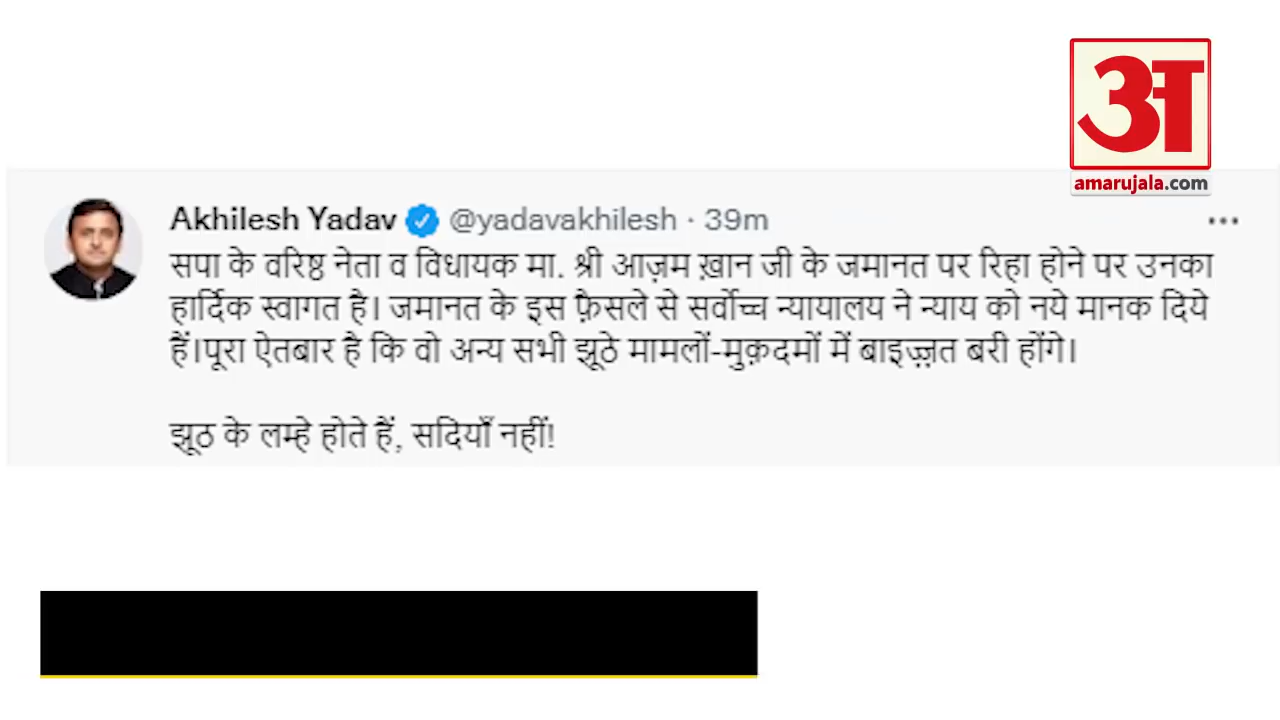 अ
amarujala.com
Akhilesh Yadav @yadavakhilesh · 39m
सपा के वरिष्ठ नेता व विधायक मा. श्री आज़म ख़ान जी के जमानत पर रिहा होने पर उनका
हार्दिक स्वागत है। जमानत के इस फ़ैसले से सर्वोच्च न्यायालय ने न्याय को नये मानक दिये
हैं।पूरा ऐतबार है कि वो अन्य सभी झूठे मामलों-मुक़दमों में बाइज़्ज़त बरी होंगे।
झूठ के लम्हे होते हैं, सदियाँ नहीं!